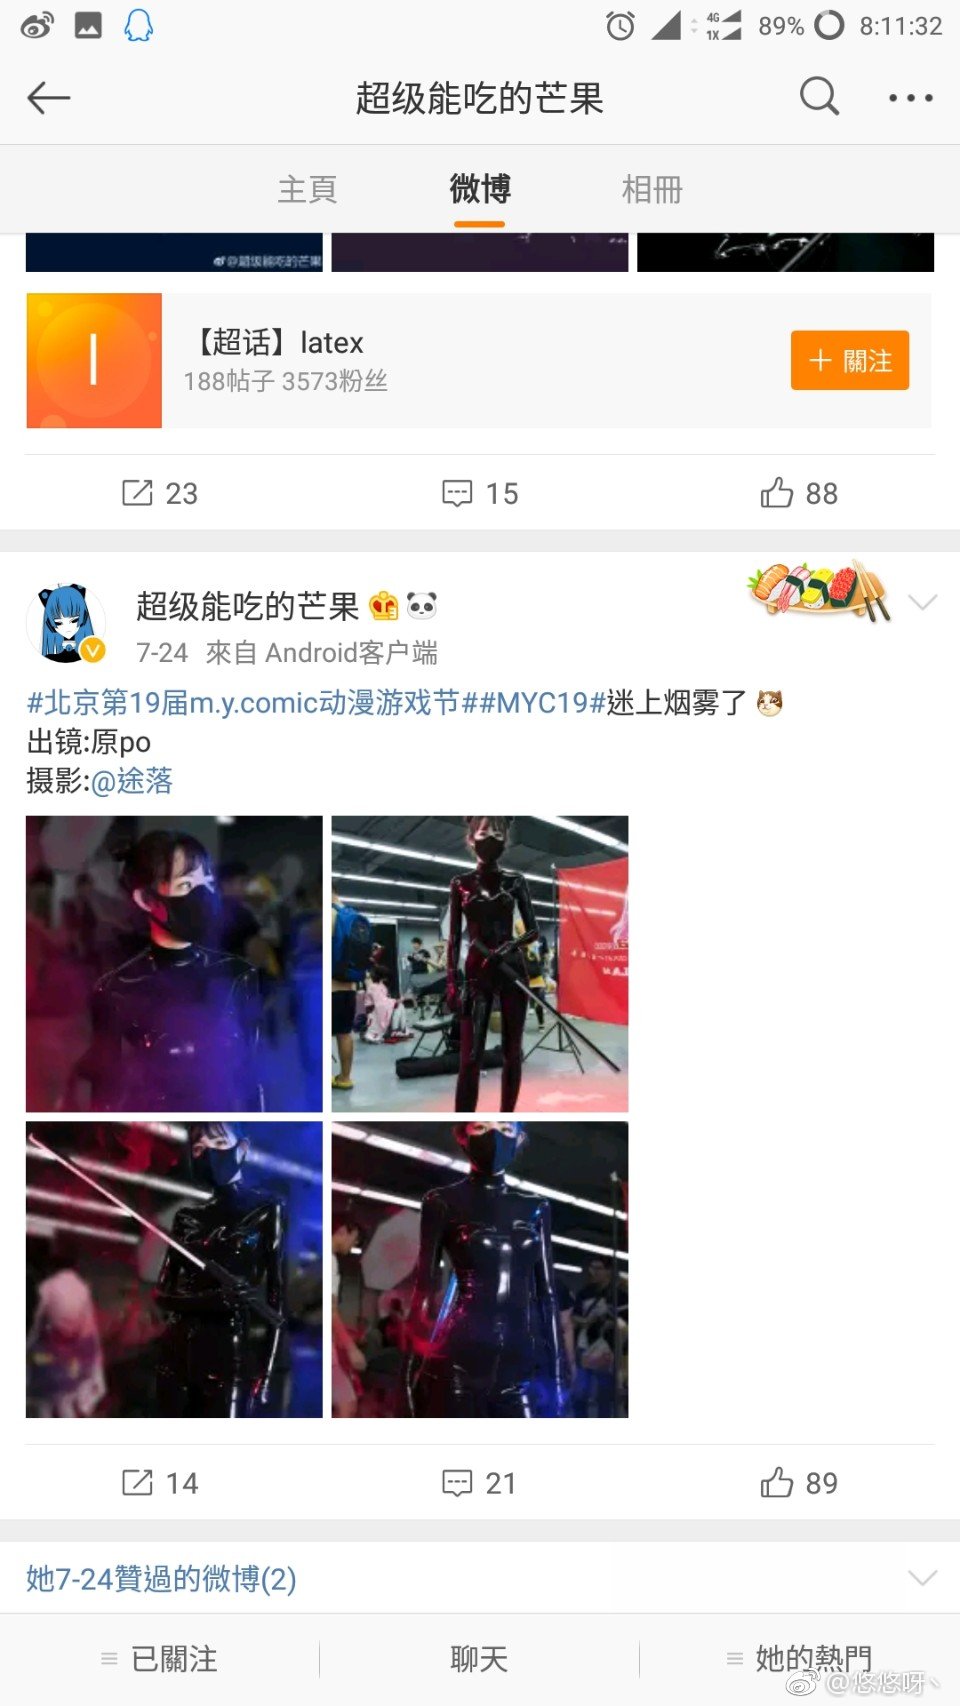 4G
1X
89%
8:11:32
超级能吃的芒果
主頁
微博
相冊
@超级能吃的芒果
l
【超话】latex
188帖子 3573粉丝
+ 關注
23
15
88
超级能吃的芒果
7-24 來自 Android客户端
#北京第19届m.y.comic动漫游戏节##MYC19#迷上烟雾了
出镜:原po
摄影:@途落
14
21
89
她7-24贊過的微博(2)
已關注
聊天
她的熱門
@悠悠呀丶